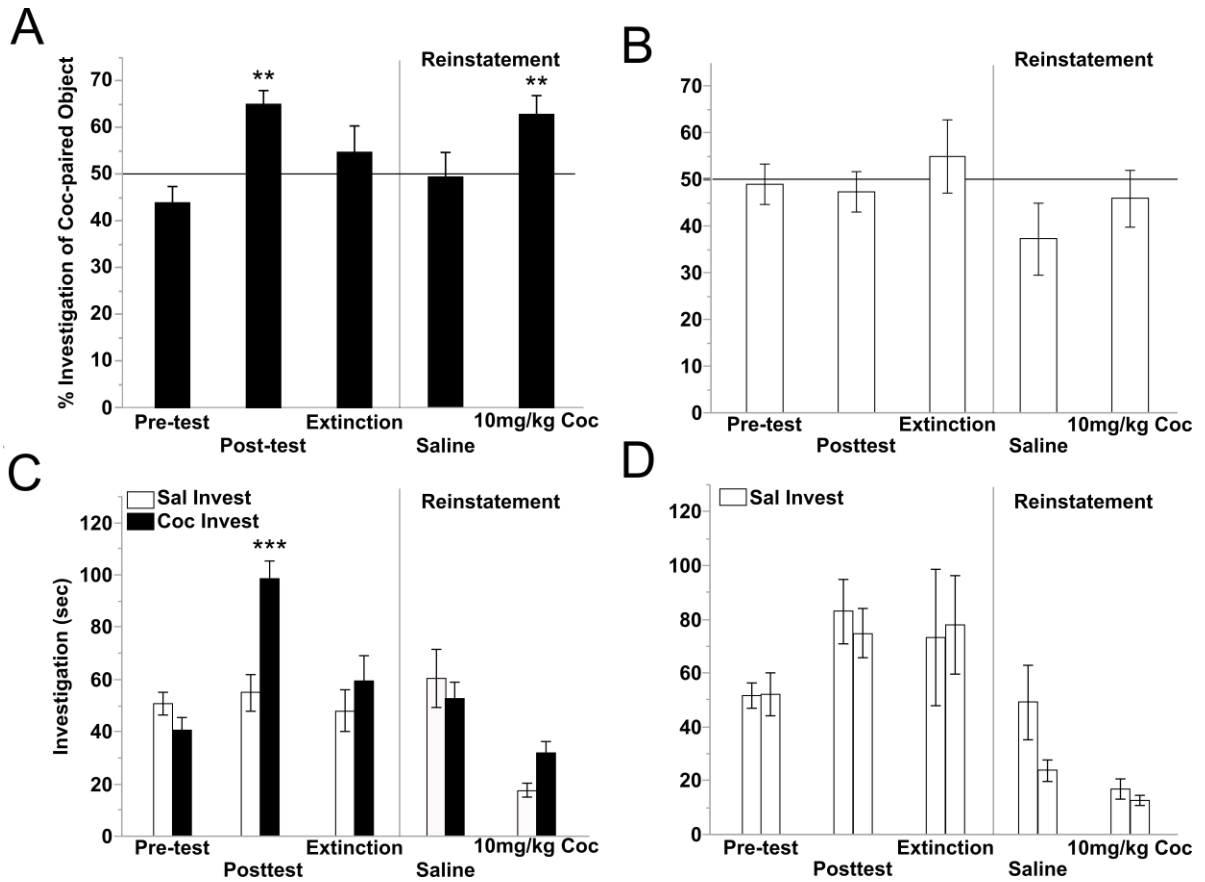 A
Reinstatement
% Investigation of Coc-paired Object
70
60
50
40
30
20
10
0
**
**
Pre-test
Extinction
10mg/kg Coc
Post-test
Saline
B
Reinstatement
70
60
50
40
30
20
10
0
Pre-test
Extinction
10mg/kg Coc
Posttest
Saline
C
Sal Invest
Coc Invest
Reinstatement
Investigation (sec)
120
100
80
60
40
20
0
***
Pre-test
Extinction
10mg/kg Coc
Posttest
Saline
D
Sal Invest
Reinstatement
120
100
80
60
40
20
0
Pre-test
Extinction
10mg/kg Coc
Posttest
Saline